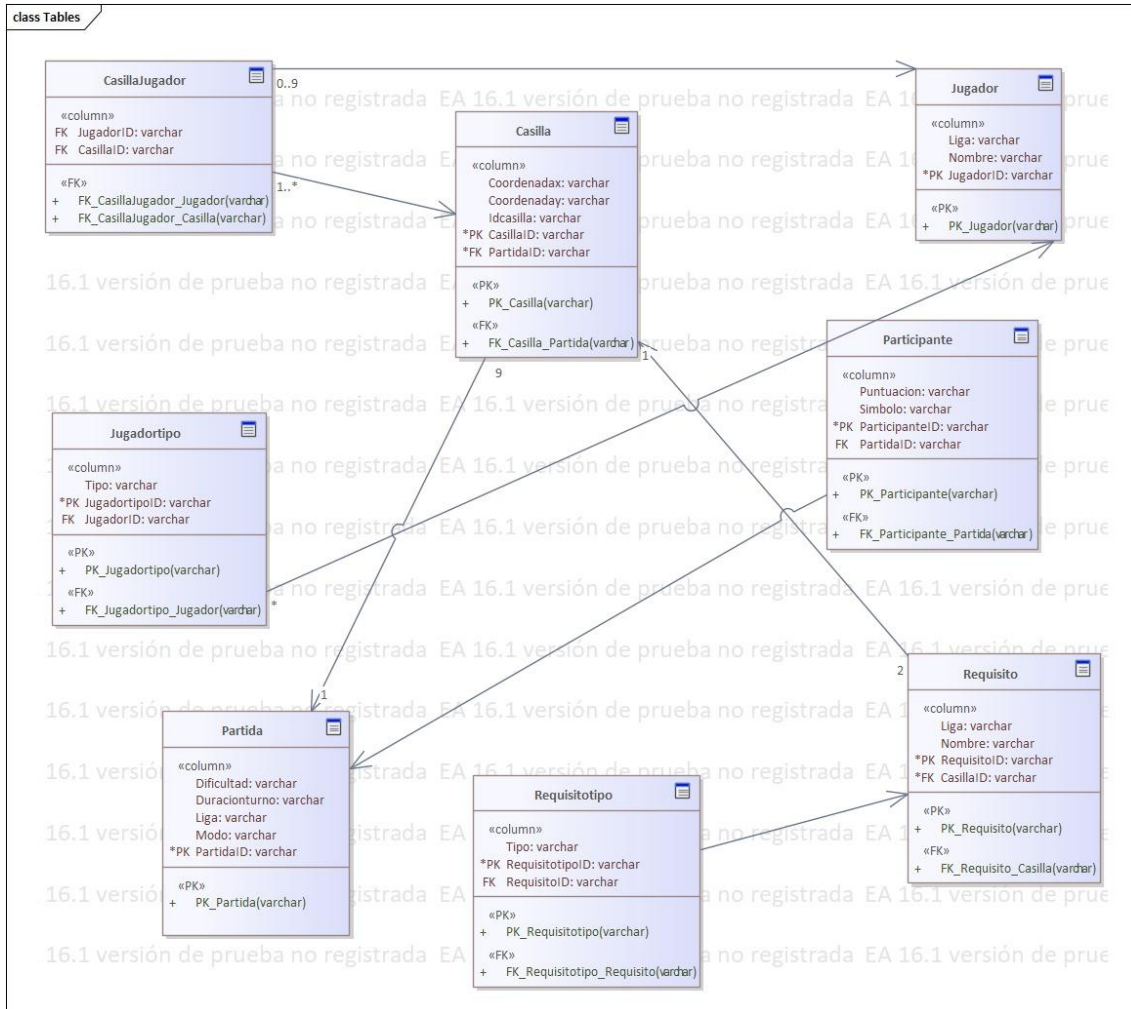 class Tables
CasillaJugador
«column»
FK JugadorID: varchar
FK CasillaID: varchar
«FK»
+ FK_CasillaJugador_Jugador(varchar)
+ FK_CasillaJugador_Casilla(varchar)
0..9
1..*
Casilla
«column»
Coordenadax: varchar
Coordenaday: varchar
Idcasilla: varchar
*PK CasillaID: varchar
*FK PartidaID: varchar
«PK»
+ PK_Casilla(varchar)
«FK»
+ FK_Casilla_Partida(varchar)
9
1
Jugador
«column»
Liga: varchar
Nombre: varchar
*PK JugadorID: varchar
«PK»
+ PK_Jugador(varchar)
Participante
«column»
Puntuacion: varchar
Simbolo: varchar
*PK ParticipanteID: varchar
FK PartidaID: varchar
«PK»
+ PK_Participante(varchar)
«FK»
+ FK_Participante_Partida(varchar)
Jugadortipo
«column»
Tipo: varchar
*PK JugadortipoID: varchar
FK JugadorID: varchar
«PK»
+ PK_Jugadortipo(varchar)
«FK»
+ FK_Jugadortipo_Jugador(varchar)
*
1
Partida
«column»
Dificultad: varchar
Duracionturno: varchar
Liga: varchar
Modo: varchar
*PK PartidaID: varchar
«PK»
+ PK_Partida(varchar)
Requisitotipo
«column»
Tipo: varchar
*PK RequisitotipoID: varchar
FK RequisitoID: varchar
«PK»
+ PK_Requisitotipo(varchar)
«FK»
+ FK_Requisitotipo_Requisito(varchar)
2
Requisito
«column»
Liga: varchar
Nombre: varchar
*PK RequisitoID: varchar
*FK CasillaID: varchar
«PK»
+ PK_Requisito(varchar)
«FK»
+ FK_Requisito_Casilla(varchar)
EA 16.1 versión de prueba no registrada